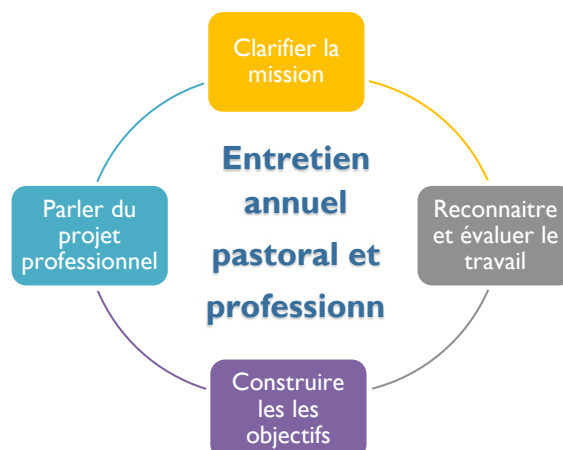 Clarifier la
mission
Entretien
annuel
pastoral et
professionn
Parler du
projet
professionnel
Reconnaitre
et évaluer le
travail
Construire
les les
objectifs